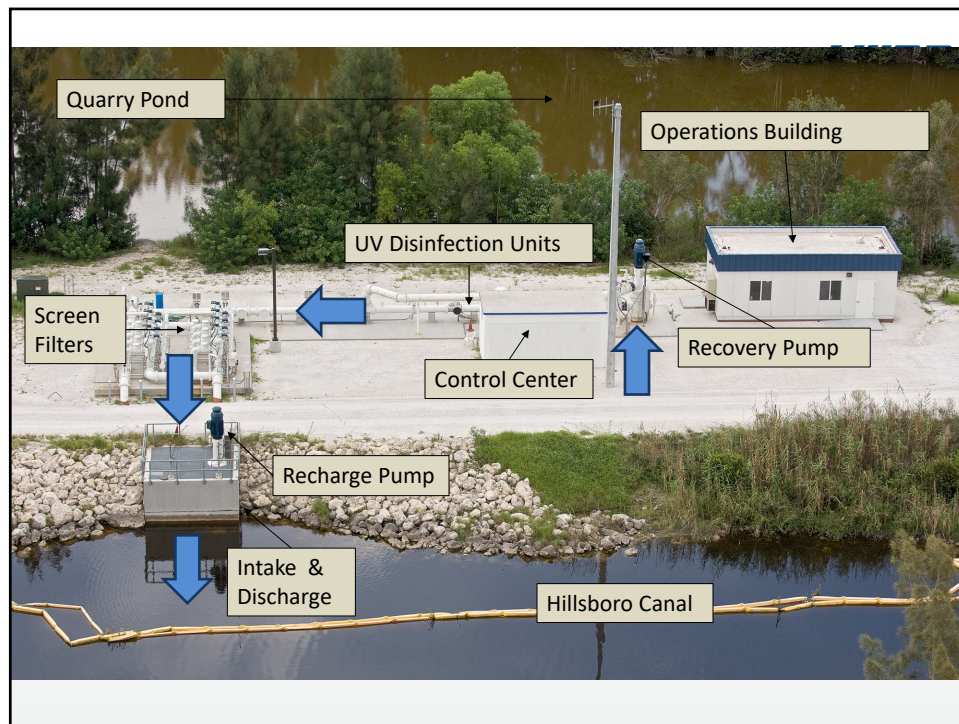 Quarry Pond
Operations Building
UV Disinfection Units
Screen
Filters
Recovery Pump
Control Center
Recharge Pump
Intake &
Discharge
Hillsboro Canal